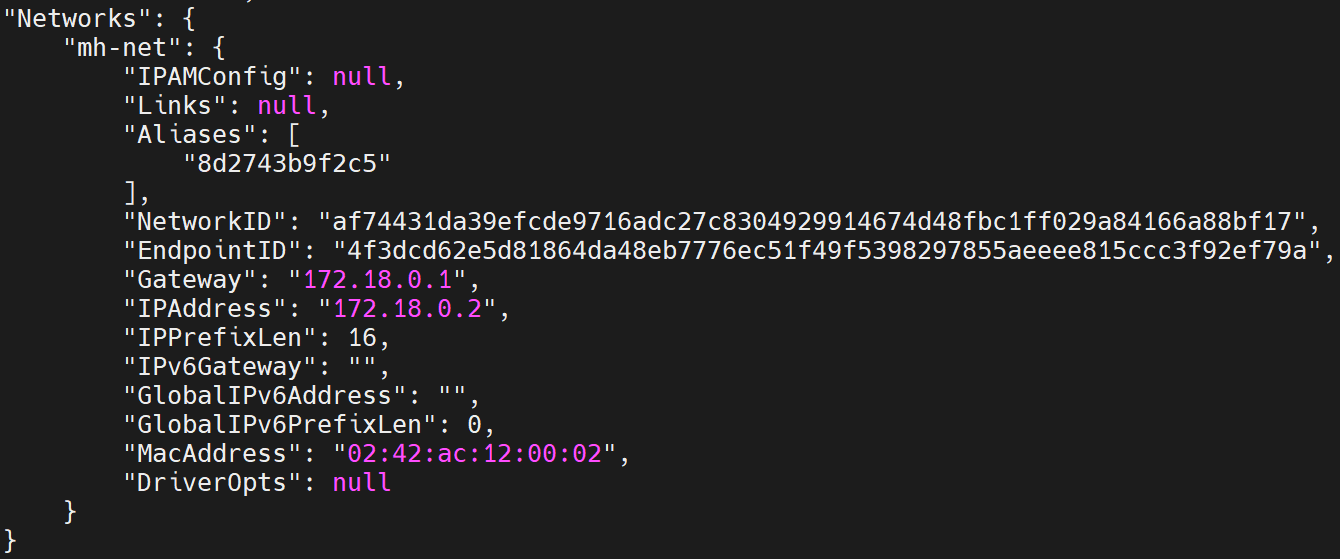 "Networks": {
"mh-net": {
"IPAMConfig": null,
"Links": null,
"Aliases": [
"8d2743b9f2c5"
],
"NetworkID": "af74431da39efcde9716adc27c8304929914674d48fbc1ff029a84166a88bf17",
"EndpointID": "4f3dcd62e5d81864da48eb7776ec51f49f5398297855aeeee815ccc3f92ef79a",
"Gateway": "172.18.0.1",
"IPAddress": "172.18.0.2",
"IPPrefixLen": 16,
"IPv6Gateway": "",
"GlobalIPv6Address": "",
"GlobalIPv6PrefixLen": 0,
"MacAddress": "02:42:ac:12:00:02",
"DriverOpts": null
}
}